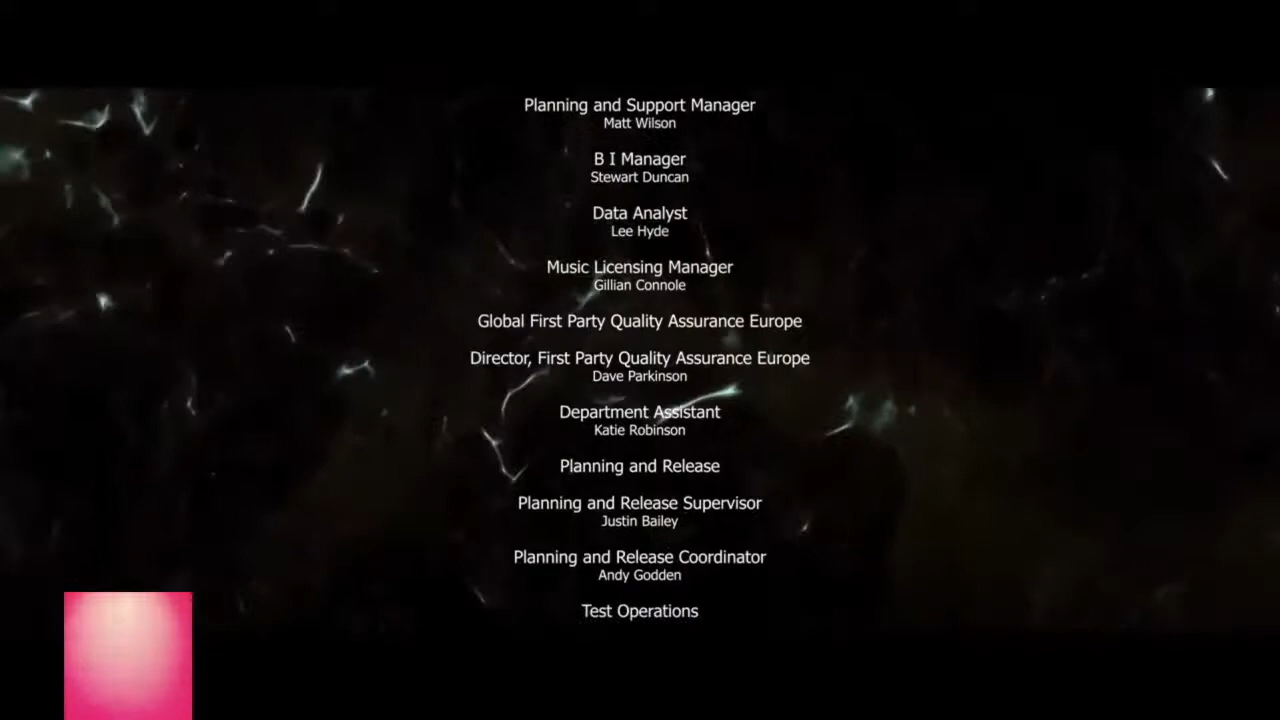 Planning and Support Manager
Matt Wilson
B I Manager
Stewart Duncan
Data Analyst
Lee Hyde
Music Licensing Manager
Gillian Connole
Global First Party Quality Assurance Europe
Director, First Party Quality Assurance Europe
Dave Parkinson
Department Assistant
Katie Robinson
Planning and Release
Planning and Release Supervisor
Justin Bailey
Planning and Release Coordinator
Andy Godden
Test Operations